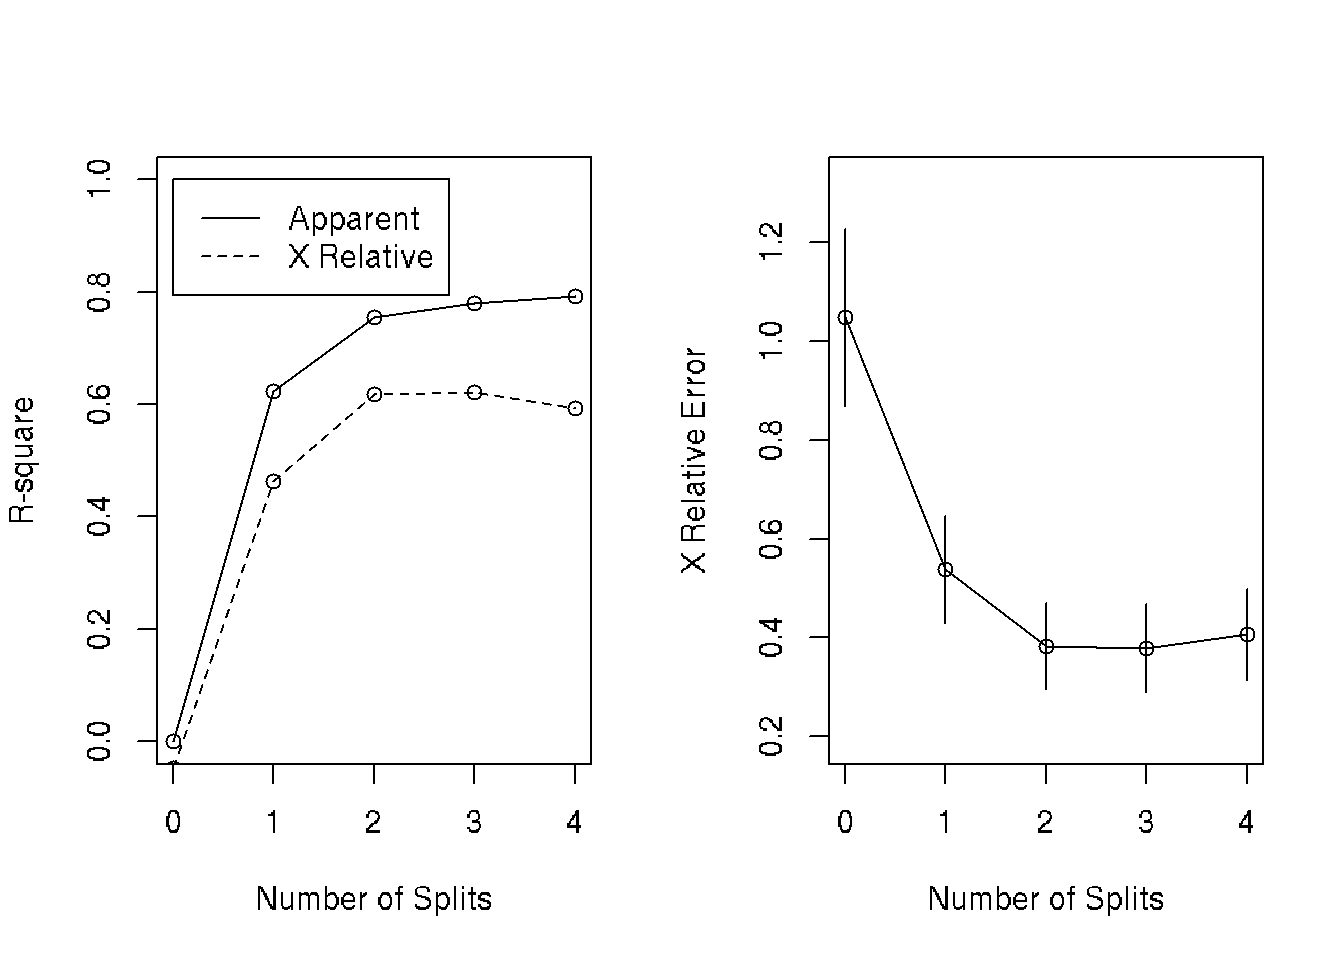 Apparent
X Relative
R-square
1.0
0.8
0.6
0.4
0.2
0.0
0 1 2 3 4
Number of Splits
X Relative Error
1.2
1.0
0.8
0.6
0.4
0.2
0 1 2 3 4
Number of Splits